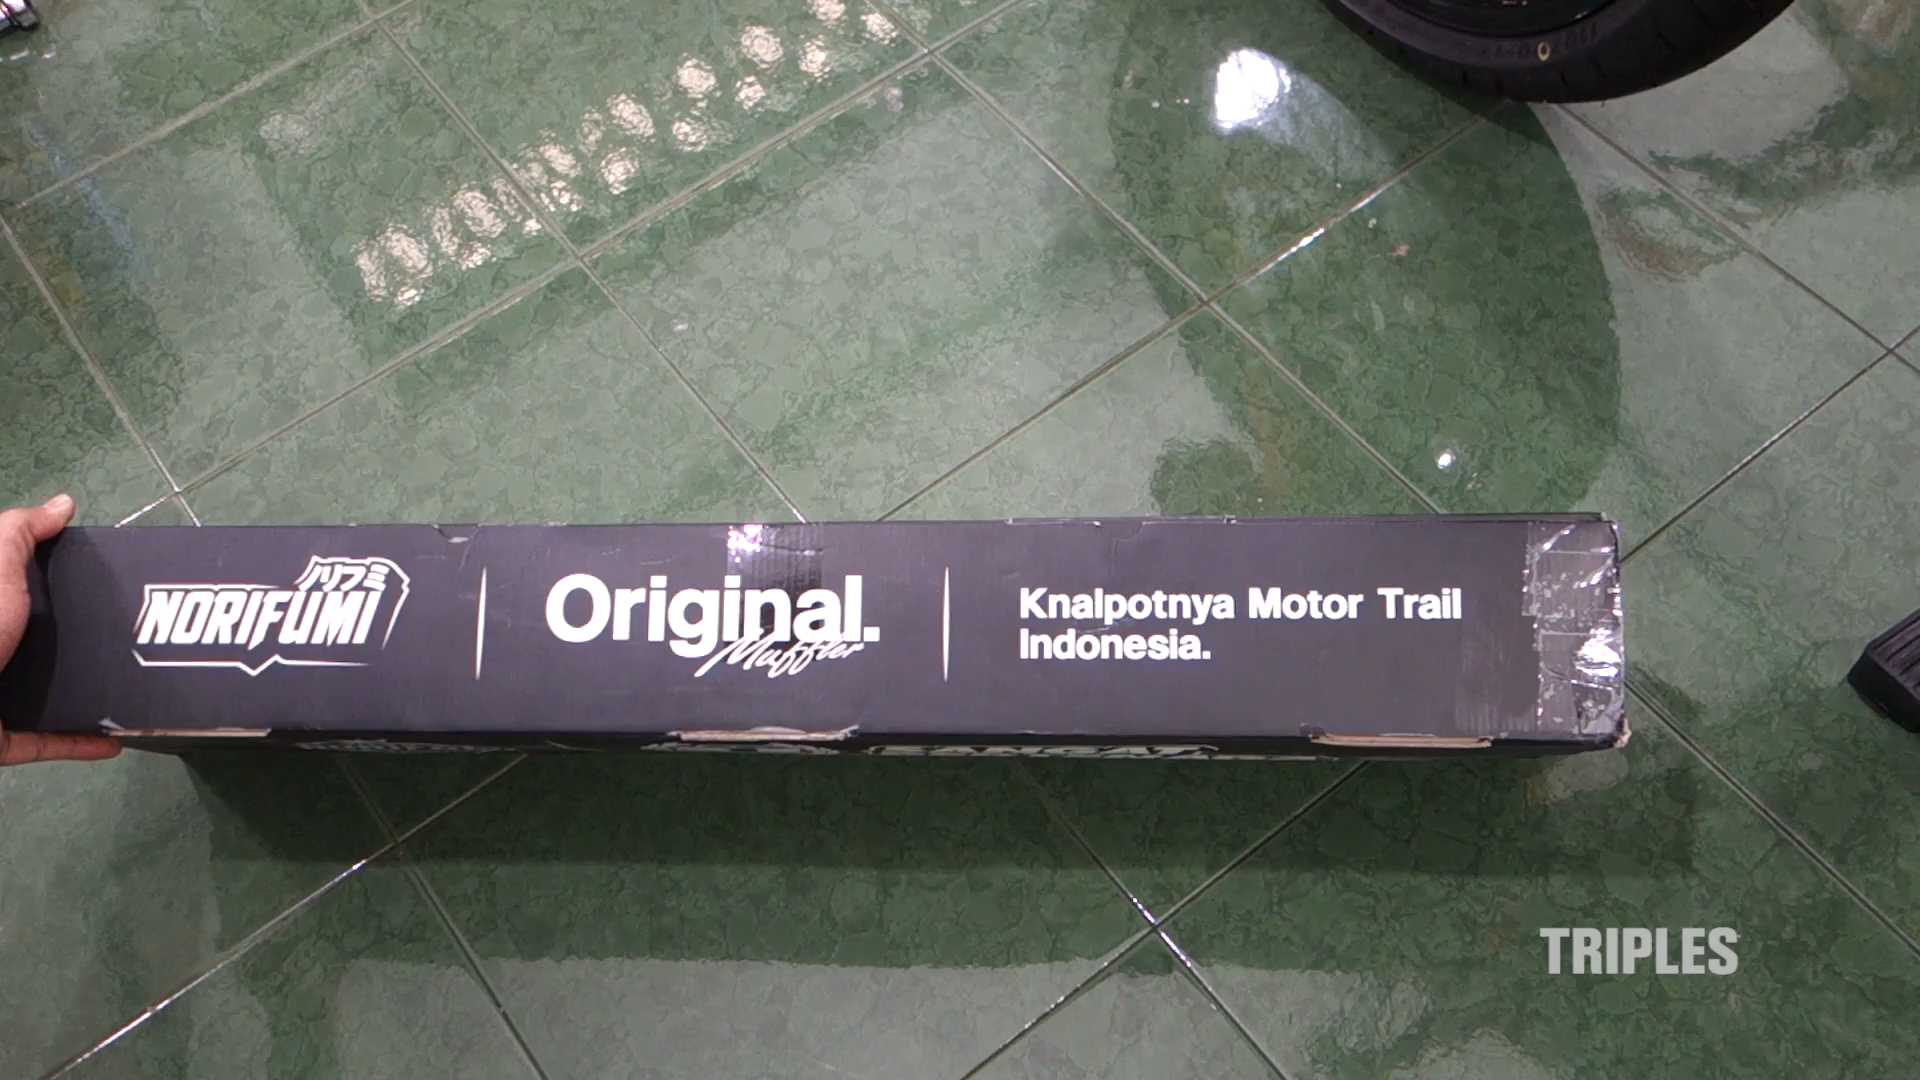 ノリフミ
NORIFUMI
Original.
Muffler
Knalpotnya Motor Trail
Indonesia.
TRIPLES